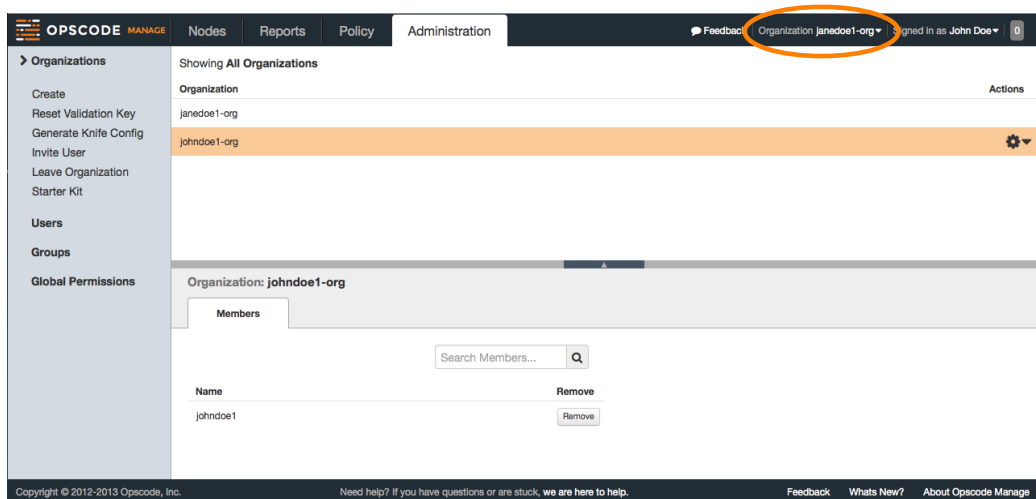 OPSCODE MANAGE Nodes Reports Policy Administration Feedback Organization janedoe1-org Signed in as John Doe 0
Organizations
Create
Reset Validation Key
Generate Knife Config
Invite User
Leave Organization
Starter Kit
Users
Groups
Global Permissions
Showing All Organizations
Organization Actions
janedoe1-org
johndoe1-org
Organization: johndoe1-org
Members
Search Members...
Name Remove
johndoe1 Remove
Copyright © 2012-2013 Opscode, Inc. Need help? If you have questions or are stuck, we are here to help. Feedback Whats New? About Opscode Manage